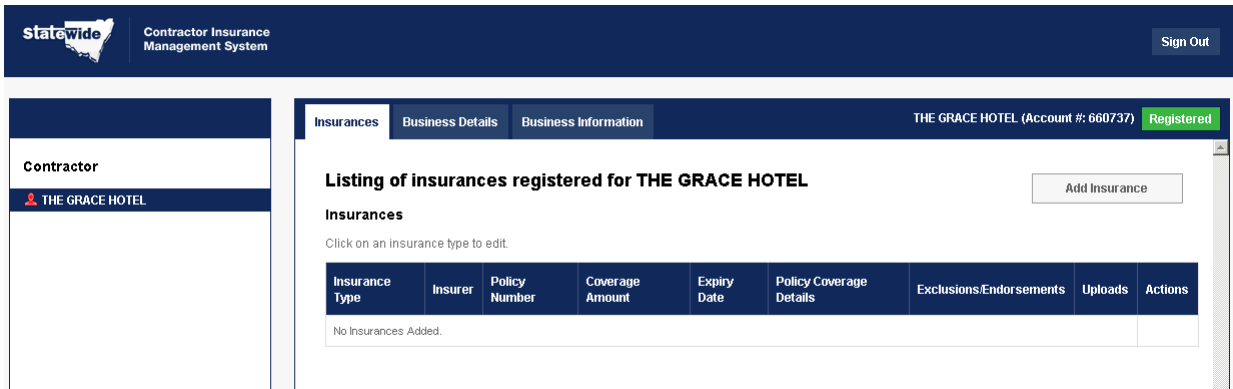 statewide
Contractor Insurance
Management System
Sign Out
Insurances Business Details Business Information THE GRACE HOTEL (Account #: 660737) Registered
Contractor
THE GRACE HOTEL
Listing of insurances registered for THE GRACE HOTEL
Add Insurance
Insurances
Click on an insurance type to edit.
Insurance Type Insurer Policy Number Coverage Amount Expiry Date Policy Coverage Details Exclusions/Endorsements Uploads Actions
No Insurances Added.